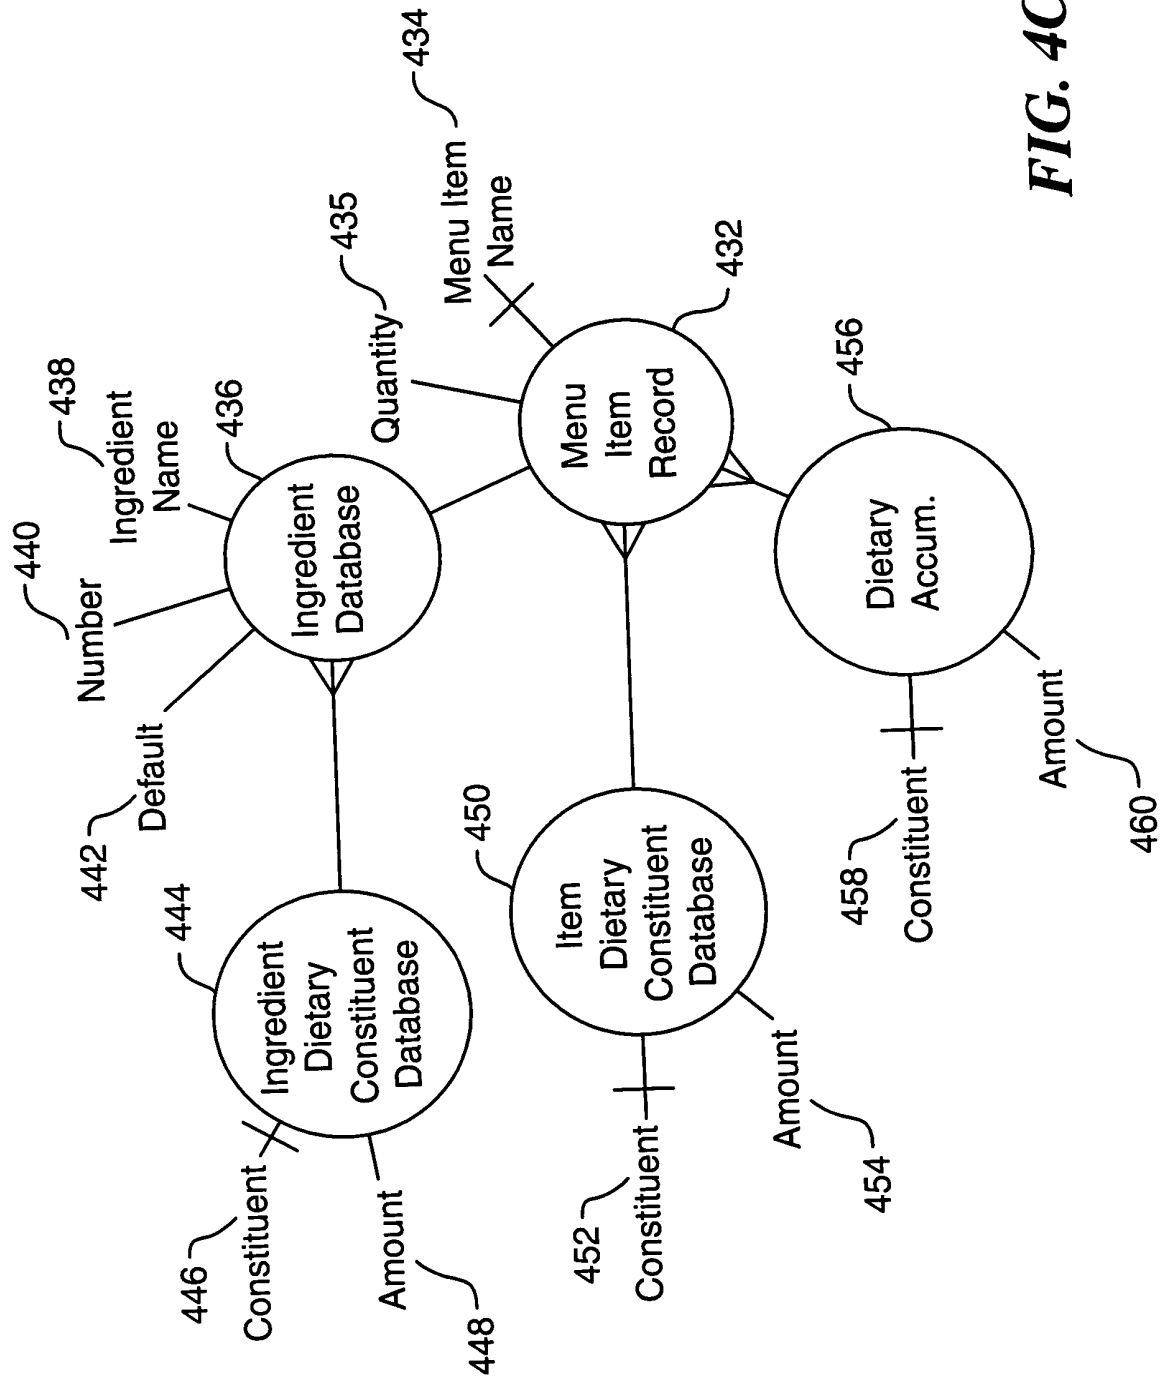 446
Constituent
Amount
448
444
Ingredient
Dietary
Constituent
Database
442
Default
440
Number
438
Ingredient
Name
436
Ingredient
Database
435
Quantity
434
Menu Item
Name
452
Constituent
Amount
454
450
Item
Dietary
Constituent
Database
432
Menu
Item
Record
458
Constituent
Amount
460
456
Dietary
Accum.
FIG. 4C